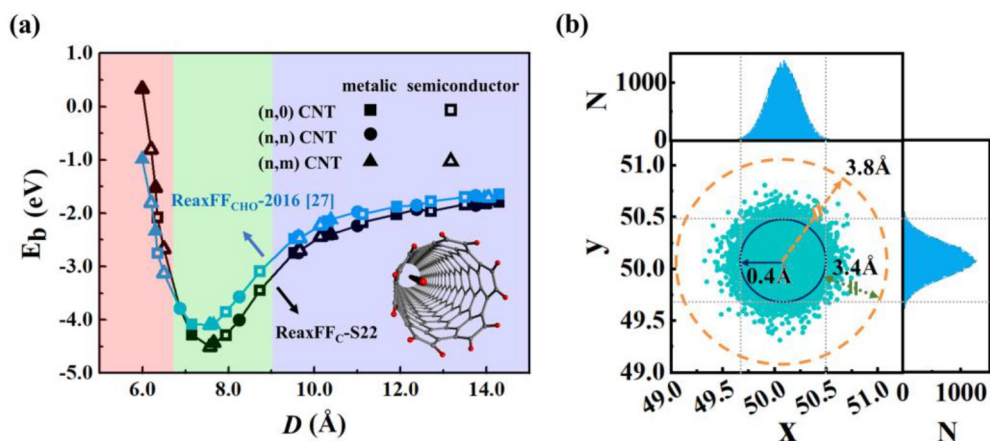 (a)
1.0
0.0
-1.0
-2.0
-3.0
-4.0
-5.0
E_b (eV)
metalic semiconductor
(n,0) CNT
(n,n) CNT
(n,m) CNT
ReaxFF_CHO-2016 [27]
ReaxFF_C-S22
6.0 8.0 10.0 12.0 14.0
D (Å)
(b)
N
1000
0
y
51.0
50.5
50.0
49.5
49.0
3.8Å
0.4Å
3.4Å
49.0 49.5 50.0 50.5 51.0
X
0 1000
N